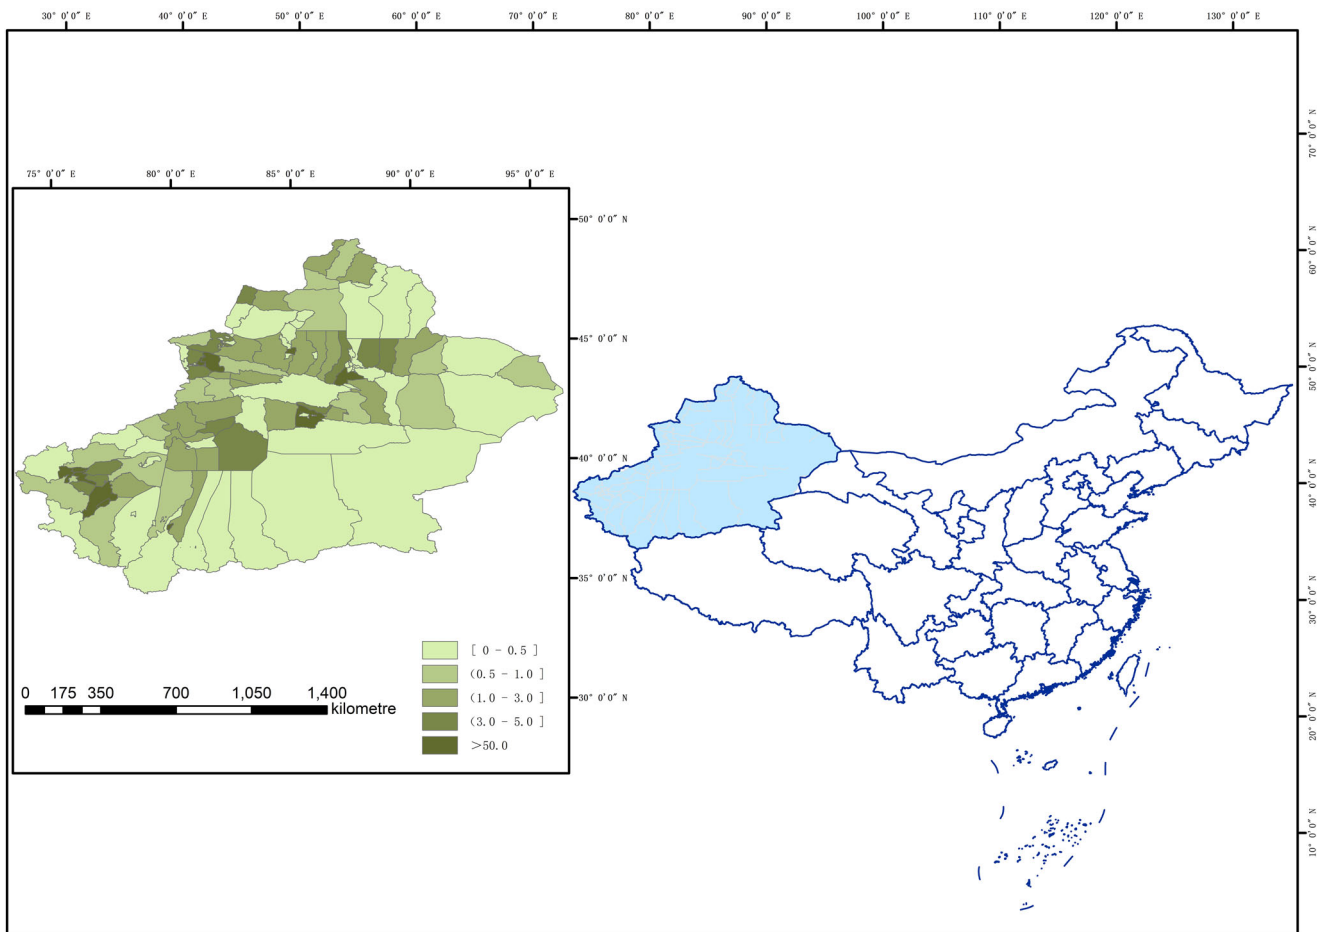 30° 0′0″ E 40° 0′0″ E 50° 0′0″ E 60° 0′0″ E 70° 0′0″ E 80° 0′0″ E 90° 0′0″ E 100° 0′0″ E 110° 0′0″ E 120° 0′0″ E 130° 0′0″ E
70° 0′0″ N
60° 0′0″ N
50° 0′0″ N
40° 0′0″ N
30° 0′0″ N
20° 0′0″ N
10° 0′0″ N
75° 0′0″ E 80° 0′0″ E 85° 0′0″ E 90° 0′0″ E 95° 0′0″ E
50° 0′0″ N
45° 0′0″ N
40° 0′0″ N
35° 0′0″ N
30° 0′0″ N
[ 0 - 0.5 ]
(0.5 - 1.0 ]
(1.0 - 3.0 ]
(3.0 - 5.0 ]
>50.0
0 175 350 700 1,050 1,400
kilometre